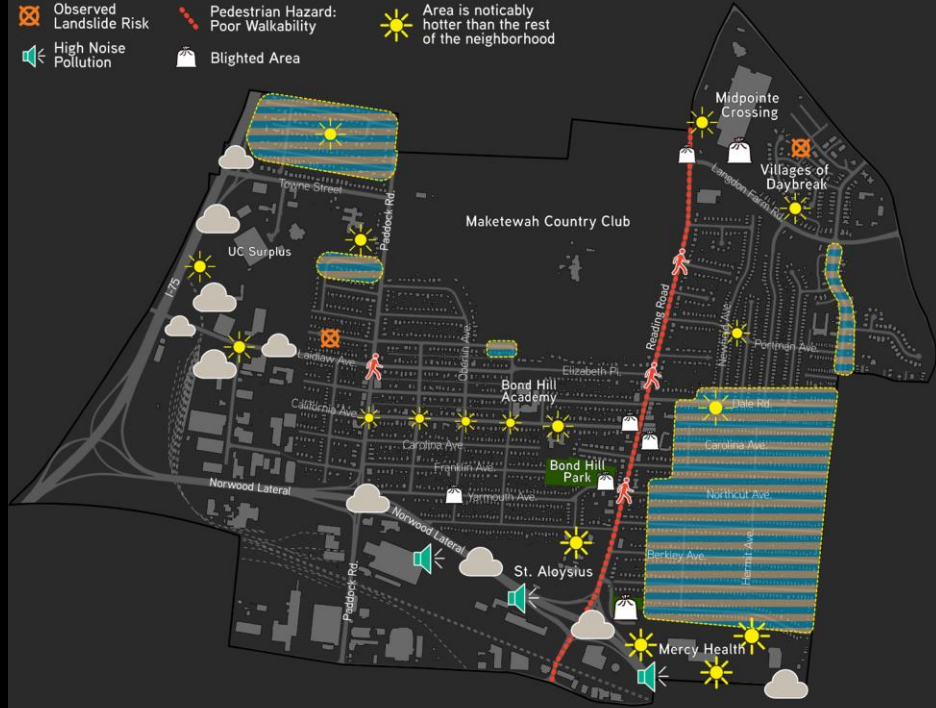 Observed
Landslide Risk
Pedestrian Hazard:
Poor Walkability
Area is noticably
hotter than the rest
of the neighborhood
High Noise
Pollution
Blighted Area
Midpointe
Crossing
Villages of
Daybreak
Langdon Farm Rd.
Towne Street
Paddock Rd.
Maketewah Country Club
UC Surplus
I-75
Reading Road
Laidlaw Ave.
Elizabeth Pl.
Newfield Ave.
Portman Ave.
Bond Hill
Academy
California Ave.
Dale Rd.
Carolina Ave
Carolina Ave.
Franklin Ave.
Bond Hill
Park
Norwood Lateral
Yarmouth Ave.
Northcut Ave.
Norwood Lateral
Berkley Ave.
Hermit Ave.
St. Aloysius
Paddock Rd.
Mercy Health